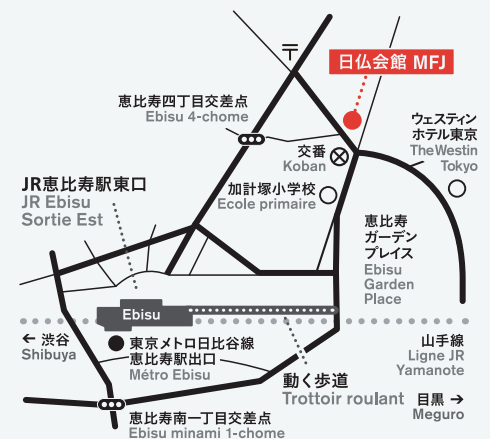 〒
日仏会館 MFJ
恵比寿四丁目交差点
Ebisu 4-chome
ウェスティン
ホテル東京
The Westin
Tokyo
交番
Koban
JR恵比寿駅東口
JR Ebisu
Sortie Est
加計塚小学校
Ecole primaire
恵比寿
ガーデン
プレイス
Ebisu
Garden
Place
Ebisu
← 渋谷
Shibuya
東京メトロ日比谷線
恵比寿駅出口
Métro Ebisu
山手線
Ligne JR
Yamanote
動く歩道
Trottoir roulant
目黒 →
Meguro
恵比寿南一丁目交差点
Ebisu minami 1-chome